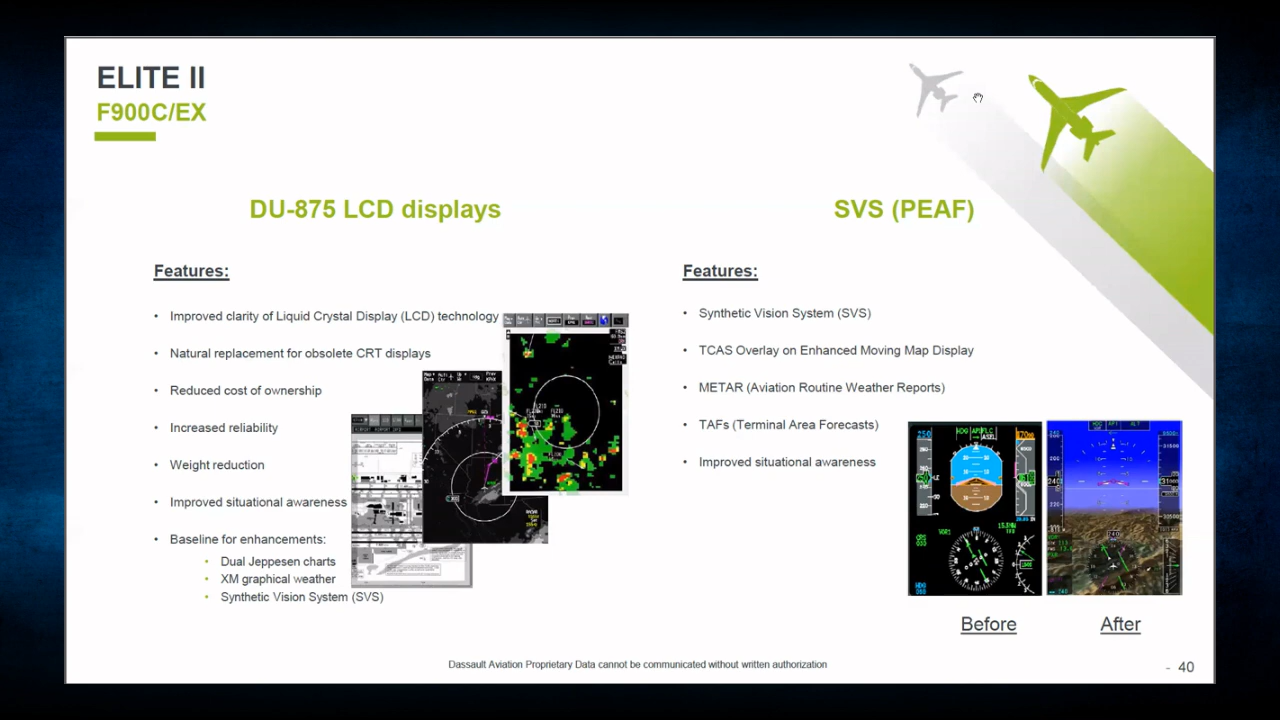 ELITE II
F900C/EX
DU-875 LCD displays
Features:
• Improved clarity of Liquid Crystal Display (LCD) technology
• Natural replacement for obsolete CRT displays
• Reduced cost of ownership
• Increased reliability
• Weight reduction
• Improved situational awareness
• Baseline for enhancements:
• Dual Jeppesen charts
• XM graphical weather
• Synthetic Vision System (SVS)
SVS (PEAF)
Features:
• Synthetic Vision System (SVS)
• TCAS Overlay on Enhanced Moving Map Display
• METAR (Aviation Routine Weather Reports)
• TAFs (Terminal Area Forecasts)
• Improved situational awareness
Before
After
Dassault Aviation Proprietary Data cannot be communicated without written authorization
- 40